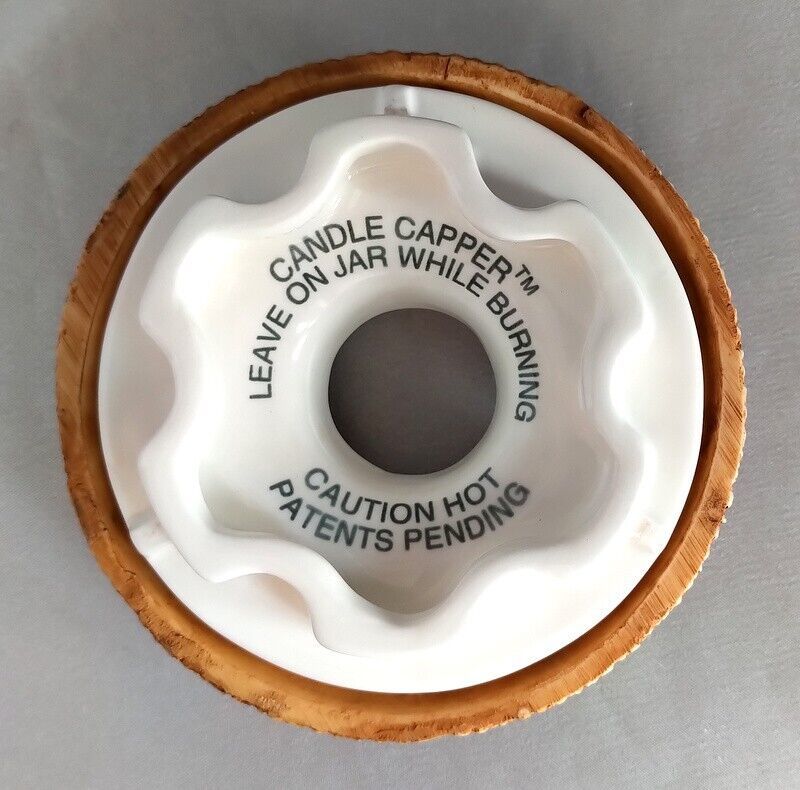 CANDLE CAPPER™
LEAVE ON JAR WHILE BURNING
CAUTION HOT
PATENTS PENDING